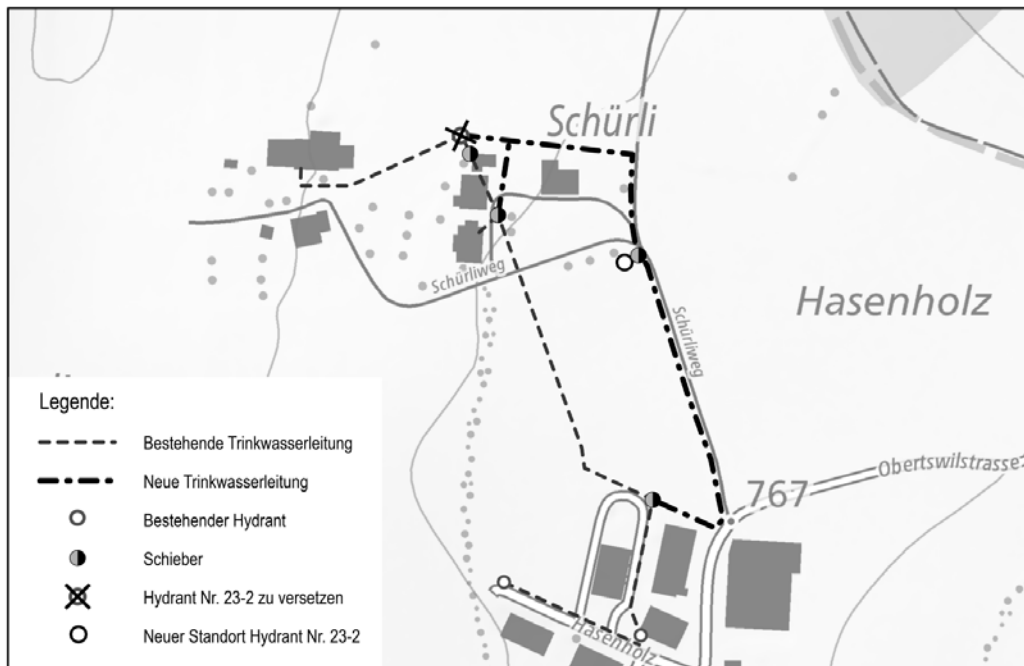 Schürli
Schürliweg
Hasenholz
Schürliweg
Legende:
Bestehende Trinkwasserleitung
Neue Trinkwasserleitung
Bestehender Hydrant
Schieber
Hydrant Nr. 23-2 zu versetzen
Neuer Standort Hydrant Nr. 23-2
Obertswilstrasse
767
Hasenholz